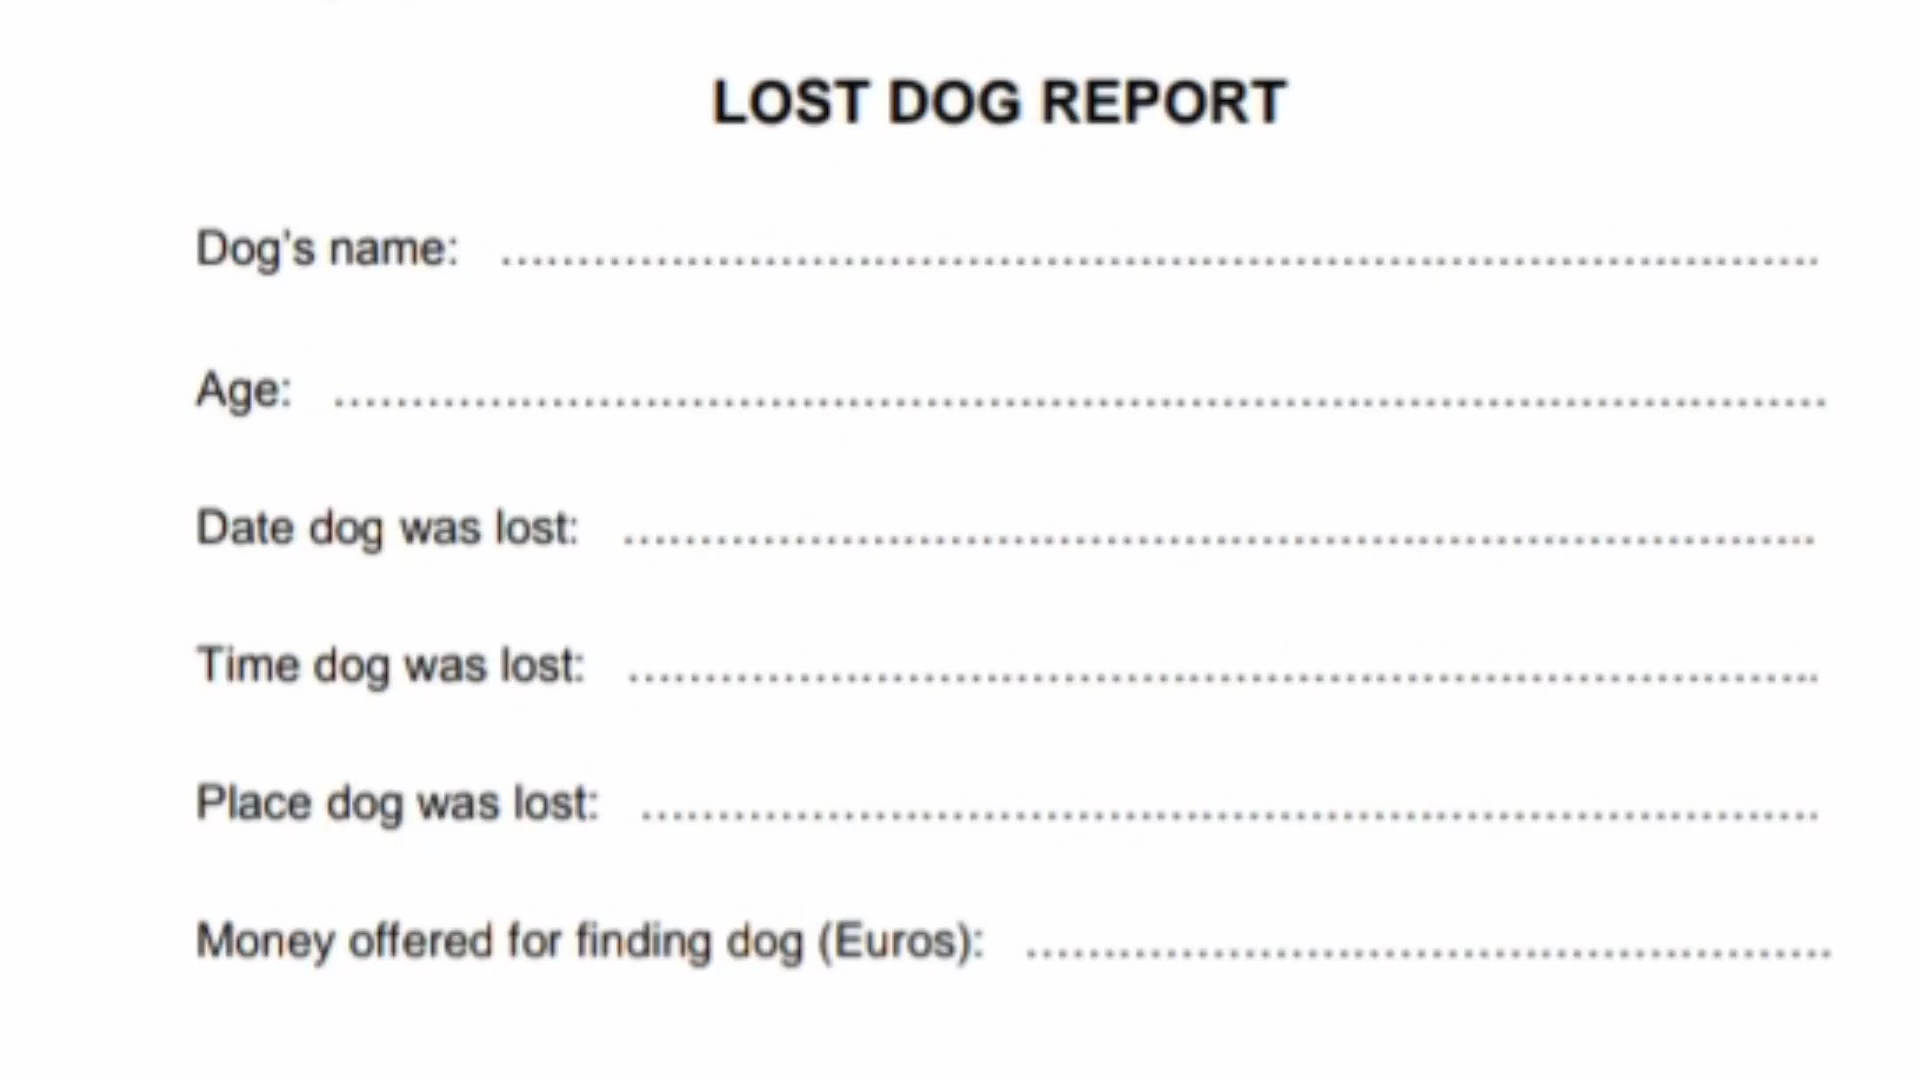 LOST DOG REPORT
Dog's name: ....................................................................................
Age: ................................................................................................
Date dog was lost: ............................................................................
Time dog was lost: ............................................................................
Place dog was lost: ...........................................................................
Money offered for finding dog (Euros): ....................................................